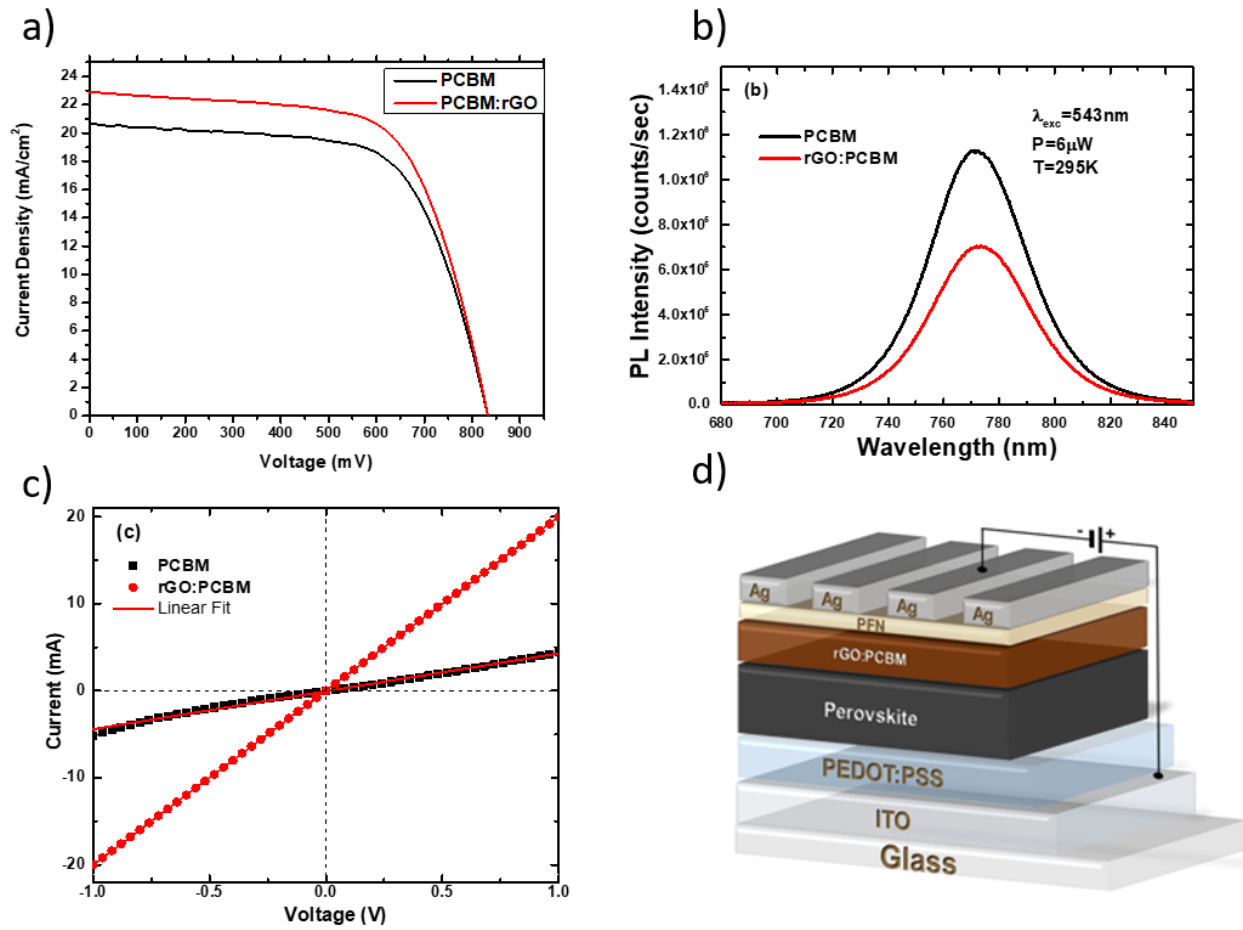 a)
24
22
20
18
16
14
12
10
8
6
4
2
0
Current Density (mA/cm²)
PCBM
PCBM:rGO
0 100 200 300 400 500 600 700 800 900
Voltage (mV)
b)
(b)
1.4x10⁶
1.2x10⁶
1.0x10⁶
8.0x10⁵
6.0x10⁵
4.0x10⁵
2.0x10⁵
0.0
PL Intensity (counts/sec)
PCBM
rGO:PCBM
λexc=543nm
P=6μW
T=295K
680 700 720 740 760 780 800 820 840
Wavelength (nm)
c)
(c)
20
10
0
-10
-20
Current (mA)
PCBM
rGO:PCBM
Linear Fit
-1.0 -0.5 0.0 0.5 1.0
Voltage (V)
d)
- +
Ag Ag Ag Ag
PFN
rGO:PCBM
Perovskite
PEDOT:PSS
ITO
Glass